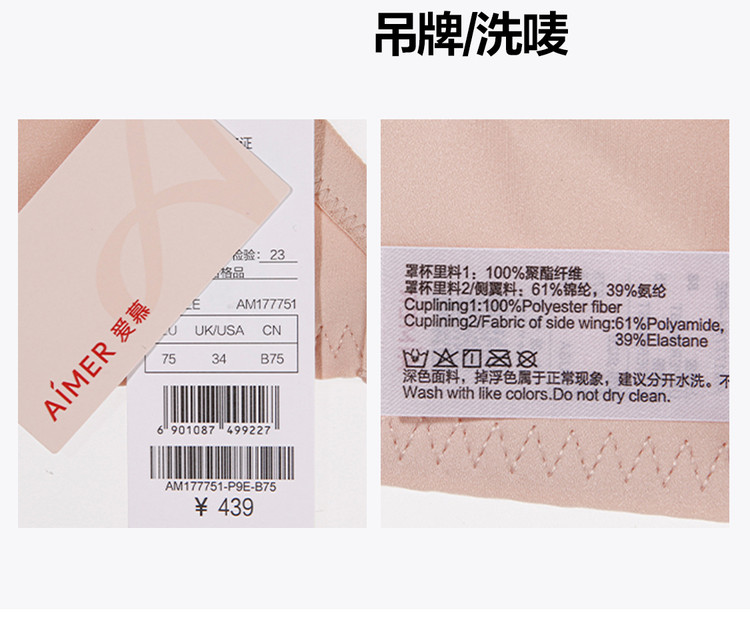 吊牌/洗唛
证
检验: 23
格品
LE AM177751
U UK/USA CN
75 34 B75
6 901087 499227
AM177751-P9E-B75
¥ 439
AiMER 爱慕
罩杯里料1: 100%聚酯纤维
罩杯里料2/侧翼料: 61%锦纶, 39%氨纶
Cuplining1:100%Polyester fiber
Cuplining2/Fabric of side wing:61%Polyamide,
39%Elastane
深色面料, 掉浮色属于正常现象, 建议分开水洗。不
Wash with like colors.Do not dry clean.